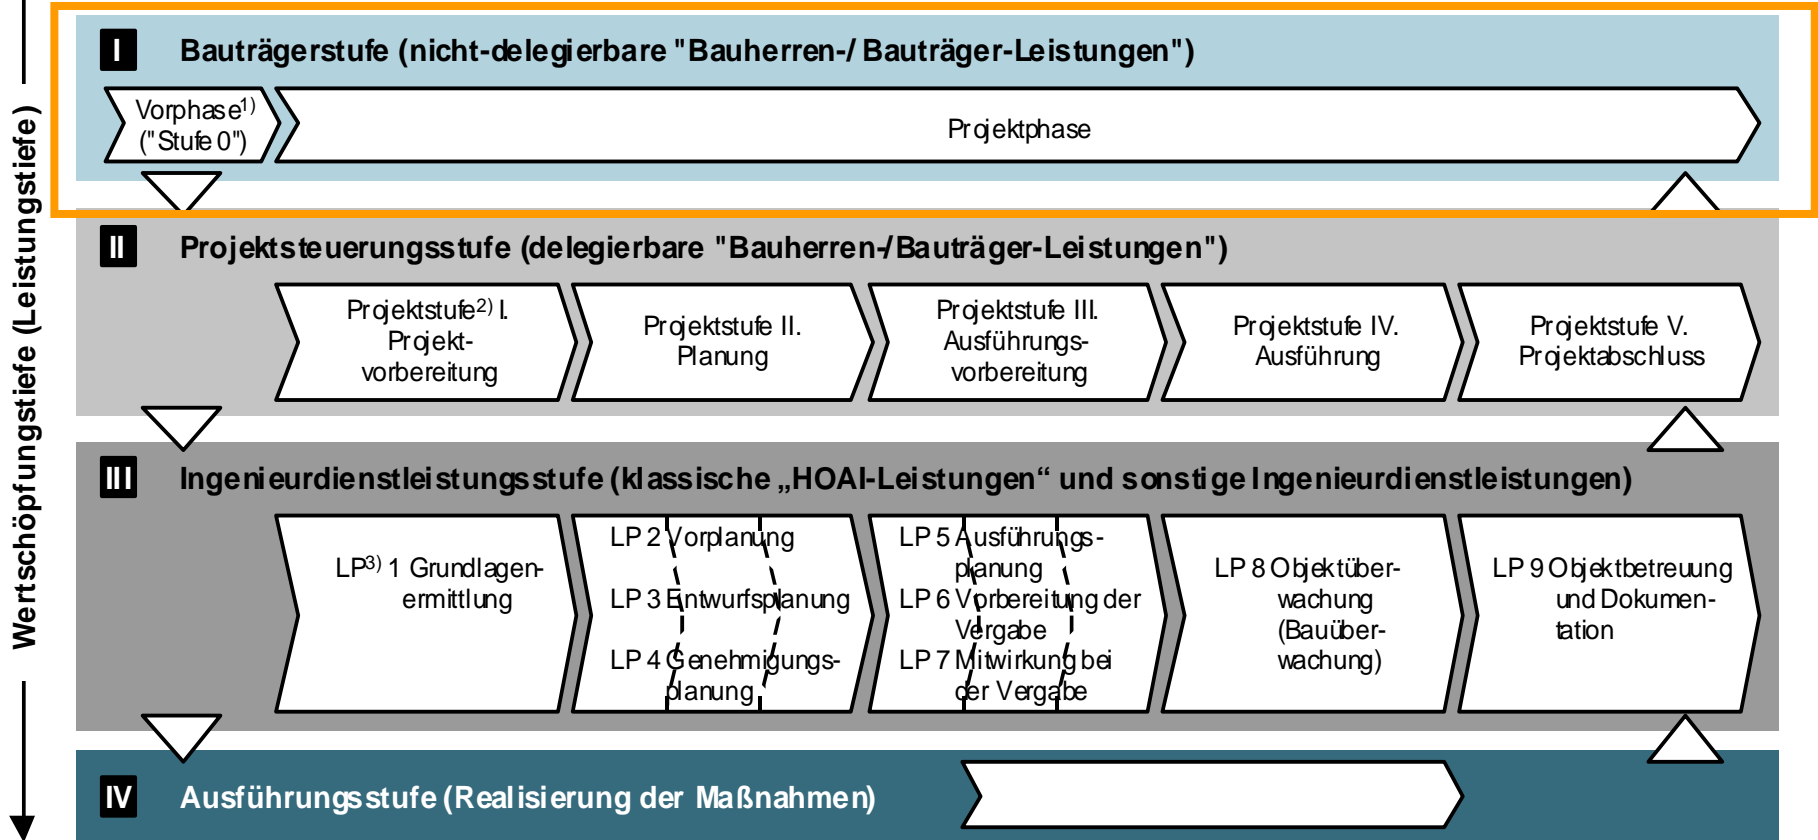 Wertschöpfungstiefe (Leistungstiefe)
I Bauträgerstufe (nicht-delegierbare "Bauherren-/ Bauträger-Leistungen")
Vorphase1)
("Stufe 0")
Projektphase
II Projektsteuerungsstufe (delegierbare "Bauherren-/Bauträger-Leistungen")
Projektstufe2) I.
Projekt-
vorbereitung
Projektstufe II.
Planung
Projektstufe III.
Ausführungs-
vorbereitung
Projektstufe IV.
Ausführung
Projektstufe V.
Projektabschluss
III Ingenieurdienstleistungsstufe (klassische „HOAI-Leistungen“ und sonstige Ingenieurdienstleistungen)
LP3) 1 Grundlagen-
ermittlung
LP 2 Vorplanung
LP 3 Entwurfsplanung
LP 4 Genehmigungs-
planung
LP 5 Ausführungs-
planung
LP 6 Vorbereitung der
Vergabe
LP 7 Mitwirkung bei
der Vergabe
LP 8 Objektüber-
wachung
(Bauüber-
wachung)
LP 9 Objektbetreuung
und Dokumen-
tation
IV Ausführungsstufe (Realisierung der Maßnahmen)